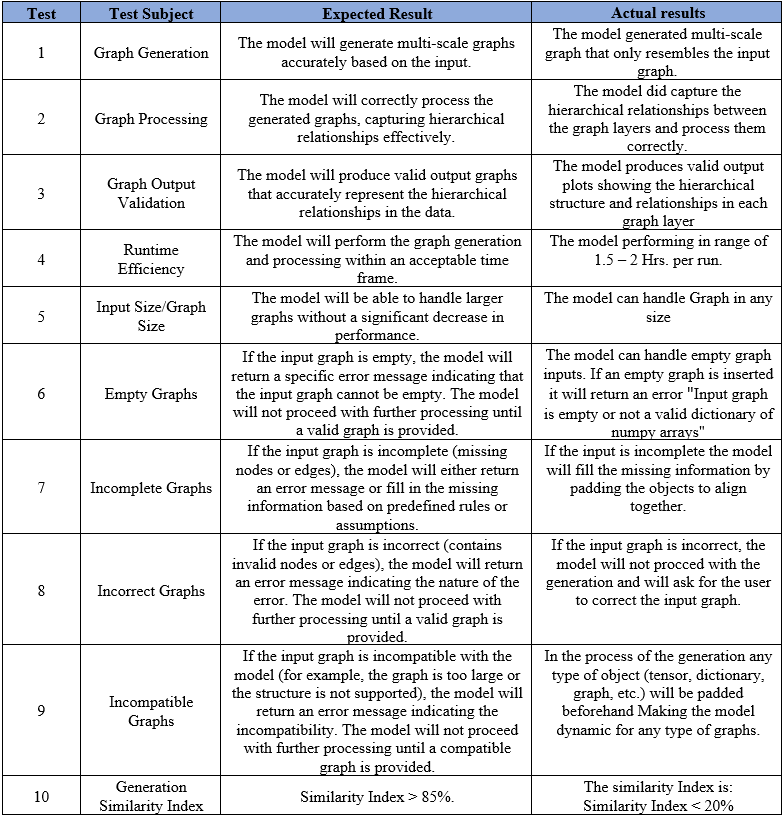 Test Test Subject Expected Result Actual results
1
Graph Generation
The model will generate multi-scale graphs
accurately based on the input.
The model generated multi-scale
graph that only resembles the input
graph.
2
Graph Processing
The model will correctly process the
generated graphs, capturing hierarchical
relationships effectively.
The model did capture the
hierarchical relationships between
the graph layers and process them
correctly.
3
Graph Output
Validation
The model will produce valid output graphs
that accurately represent the hierarchical
relationships in the data.
The model produces valid output
plots showing the hierarchical
structure and relationships in each
graph layer
4
Runtime
Efficiency
The model will perform the graph generation
and processing within an acceptable time
frame.
The model performing in range of
1.5 – 2 Hrs. per run.
5
Input Size/Graph
Size
The model will be able to handle larger
graphs without a significant decrease in
performance.
The model can handle Graph in any
size
6
Empty Graphs
If the input graph is empty, the model will
return a specific error message indicating that
the input graph cannot be empty. The model
will not proceed with further processing until
a valid graph is provided.
The model can handle empty graph
inputs. If an empty graph is inserted
it will return an error "Input graph
is empty or not a valid dictionary of
numpy arrays"
7
Incomplete Graphs
If the input graph is incomplete (missing
nodes or edges), the model will either return
an error message or fill in the missing
information based on predefined rules or
assumptions.
If the input is incomplete the model
will fill the missing information by
padding the objects to align
together.
8
Incorrect Graphs
If the input graph is incorrect (contains
invalid nodes or edges), the model will return
an error message indicating the nature of the
error. The model will not proceed with
further processing until a valid graph is
provided.
If the input graph is incorrect, the
model will not procced with the
generation and will ask for the user
to correct the input graph.
9
Incompatible
Graphs
If the input graph is incompatible with the
model (for example, the graph is too large or
the structure is not supported), the model will
return an error message indicating the
incompatibility. The model will not proceed
with further processing until a compatible
graph is provided.
In the process of the generation any
type of object (tensor, dictionary,
graph, etc.) will be padded
beforehand Making the model
dynamic for any type of graphs.
10
Generation
Similarity Index
Similarity Index > 85%.
The similarity Index is:
Similarity Index < 20%